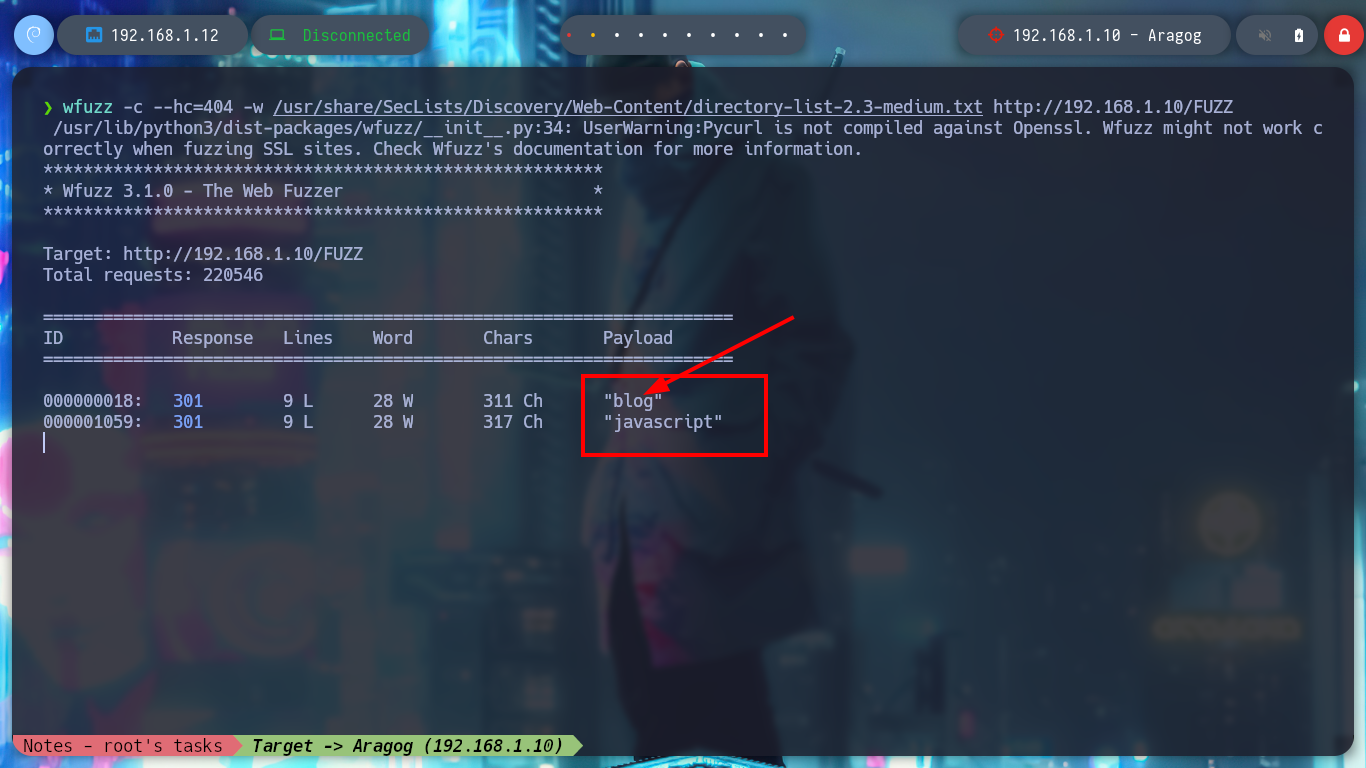 192.168.1.12 Disconnected 192.168.1.10 - Aragog
❯ wfuzz -c --hc=404 -w /usr/share/SecLists/Discovery/Web-Content/directory-list-2.3-medium.txt http://192.168.1.10/FUZZ
/usr/lib/python3/dist-packages/wfuzz/__init__.py:34: UserWarning:Pycurl is not compiled against Openssl. Wfuzz might not work c
orrectly when fuzzing SSL sites. Check Wfuzz's documentation for more information.
********************************************************
* Wfuzz 3.1.0 - The Web Fuzzer                         *
********************************************************
Target: http://192.168.1.10/FUZZ
Total requests: 220546
=====================================================================
ID           Response   Lines    Word       Chars       Payload
=====================================================================
000000018:   301        9 L      28 W       311 Ch      "blog"
000001059:   301        9 L      28 W       317 Ch      "javascript"
Notes - root's tasks Target -> Aragog (192.168.1.10)